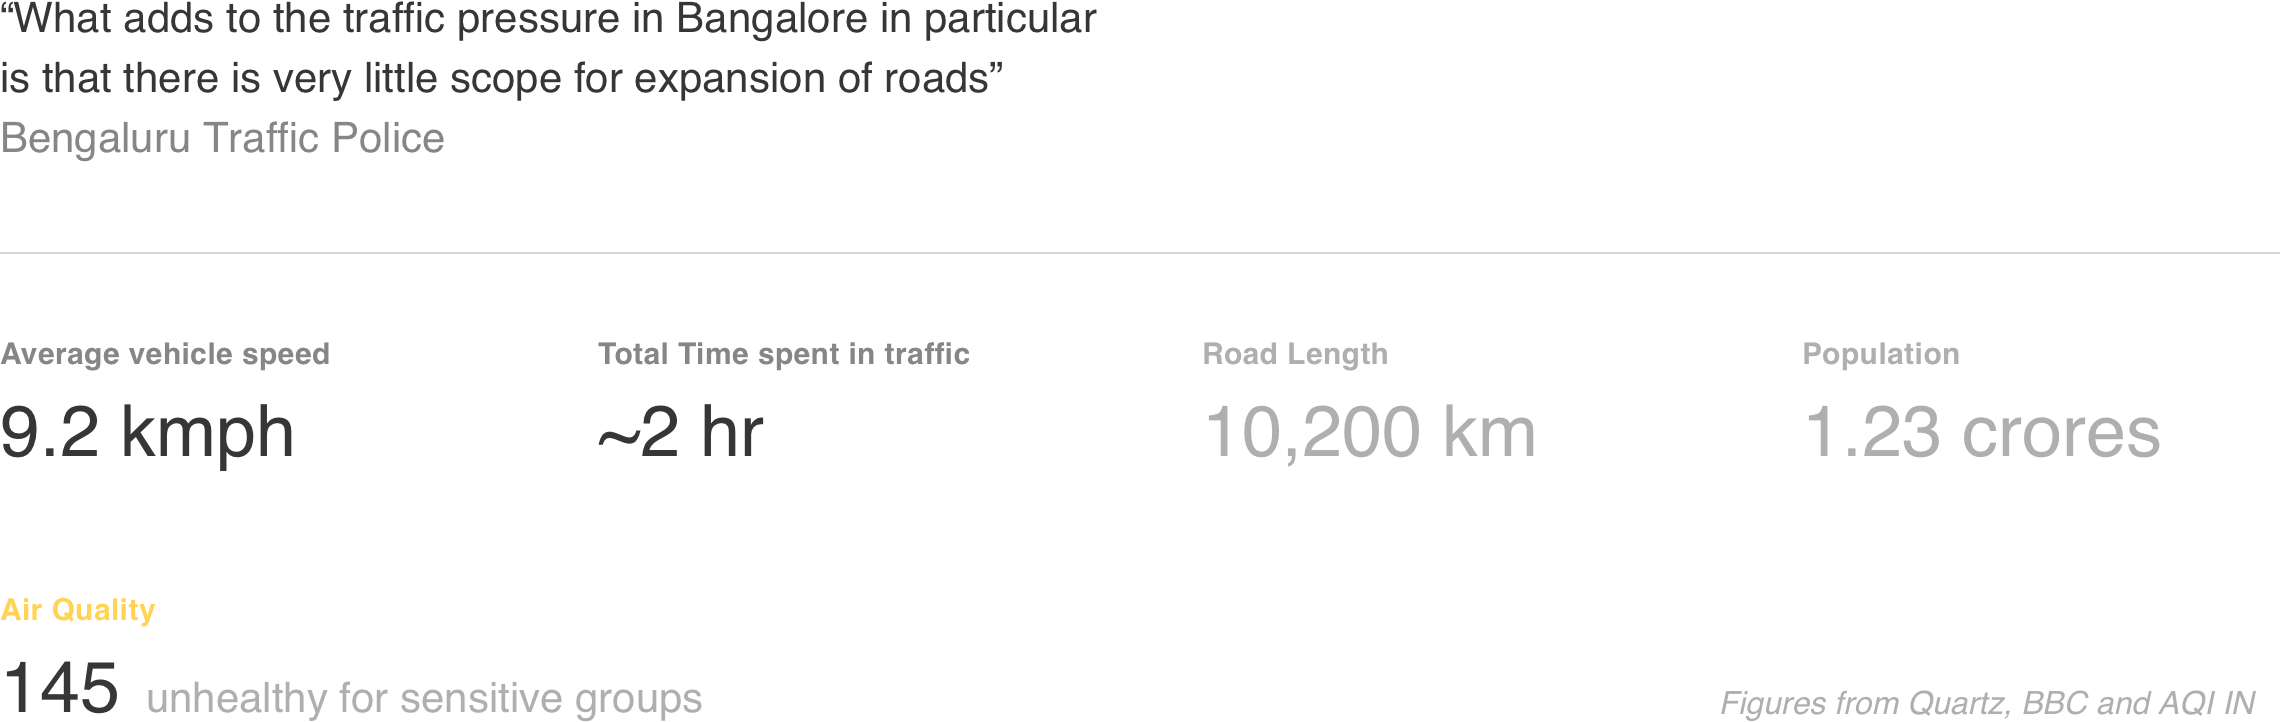 “What adds to the traffic pressure in Bangalore in particular
is that there is very little scope for expansion of roads”
Bengaluru Traffic Police
Average vehicle speed
9.2 kmph
Total Time spent in traffic
~2 hr
Road Length
10,200 km
Population
1.23 crores
Air Quality
145 unhealthy for sensitive groups
Figures from Quartz, BBC and AQI IN